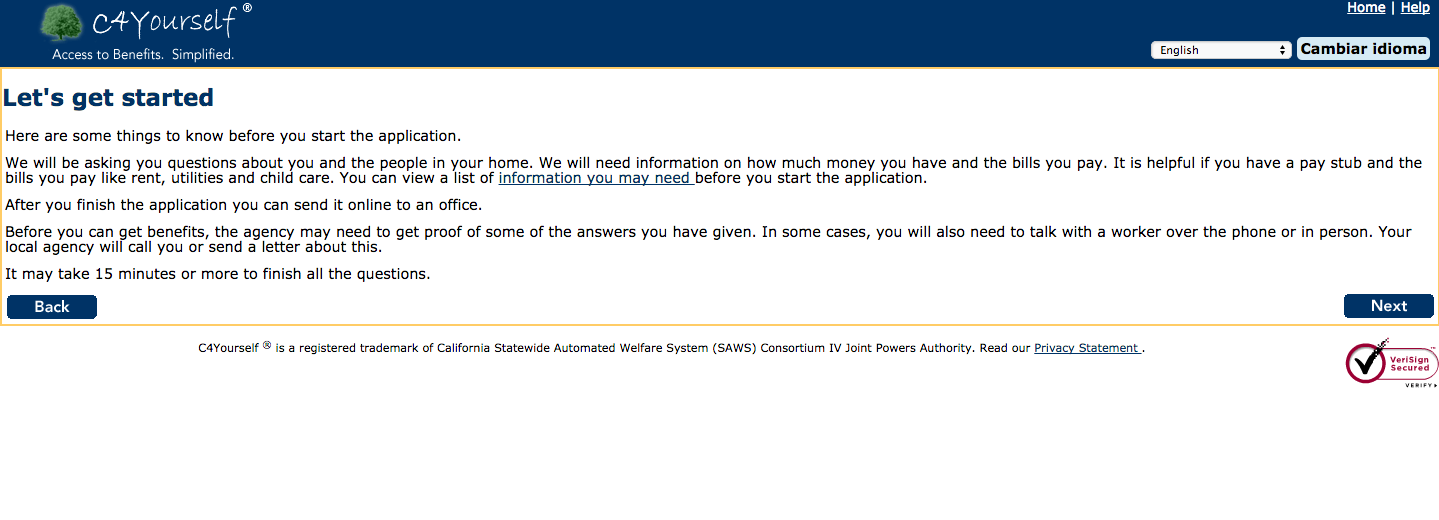 C4Yourself ®
Access to Benefits. Simplified.
Home | Help
English
Cambiar idioma
Let's get started
Here are some things to know before you start the application.
We will be asking you questions about you and the people in your home. We will need information on how much money you have and the bills you pay. It is helpful if you have a pay stub and the
bills you pay like rent, utilities and child care. You can view a list of information you may need before you start the application.
After you finish the application you can send it online to an office.
Before you can get benefits, the agency may need to get proof of some of the answers you have given. In some cases, you will also need to talk with a worker over the phone or in person. Your
local agency will call you or send a letter about this.
It may take 15 minutes or more to finish all the questions.
Back
Next
C4Yourself ® is a registered trademark of California Statewide Automated Welfare System (SAWS) Consortium IV Joint Powers Authority. Read our Privacy Statement .
VeriSign™
Secured
VERIFY